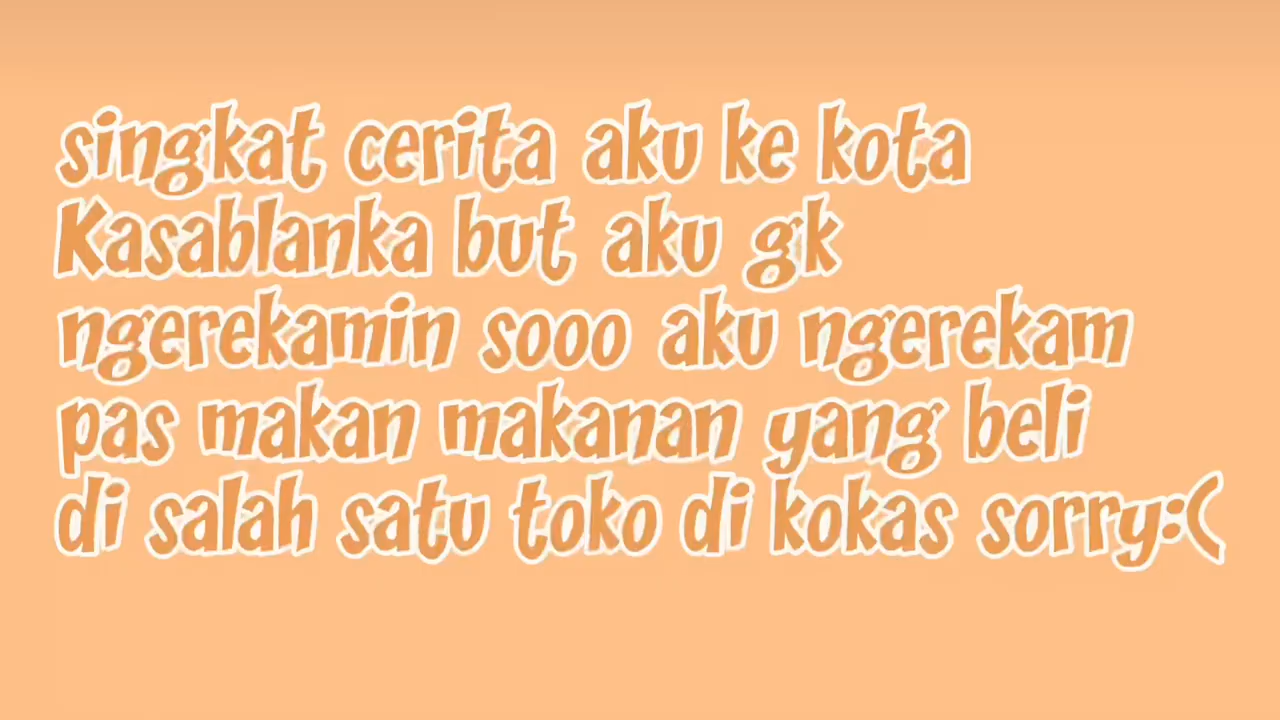 singkat cerita aku ke kota
Kasablanka but aku gk
ngerekamin sooo aku ngerekam
pas makan makanan yang beli
di salah satu toko di kokas sorry:(